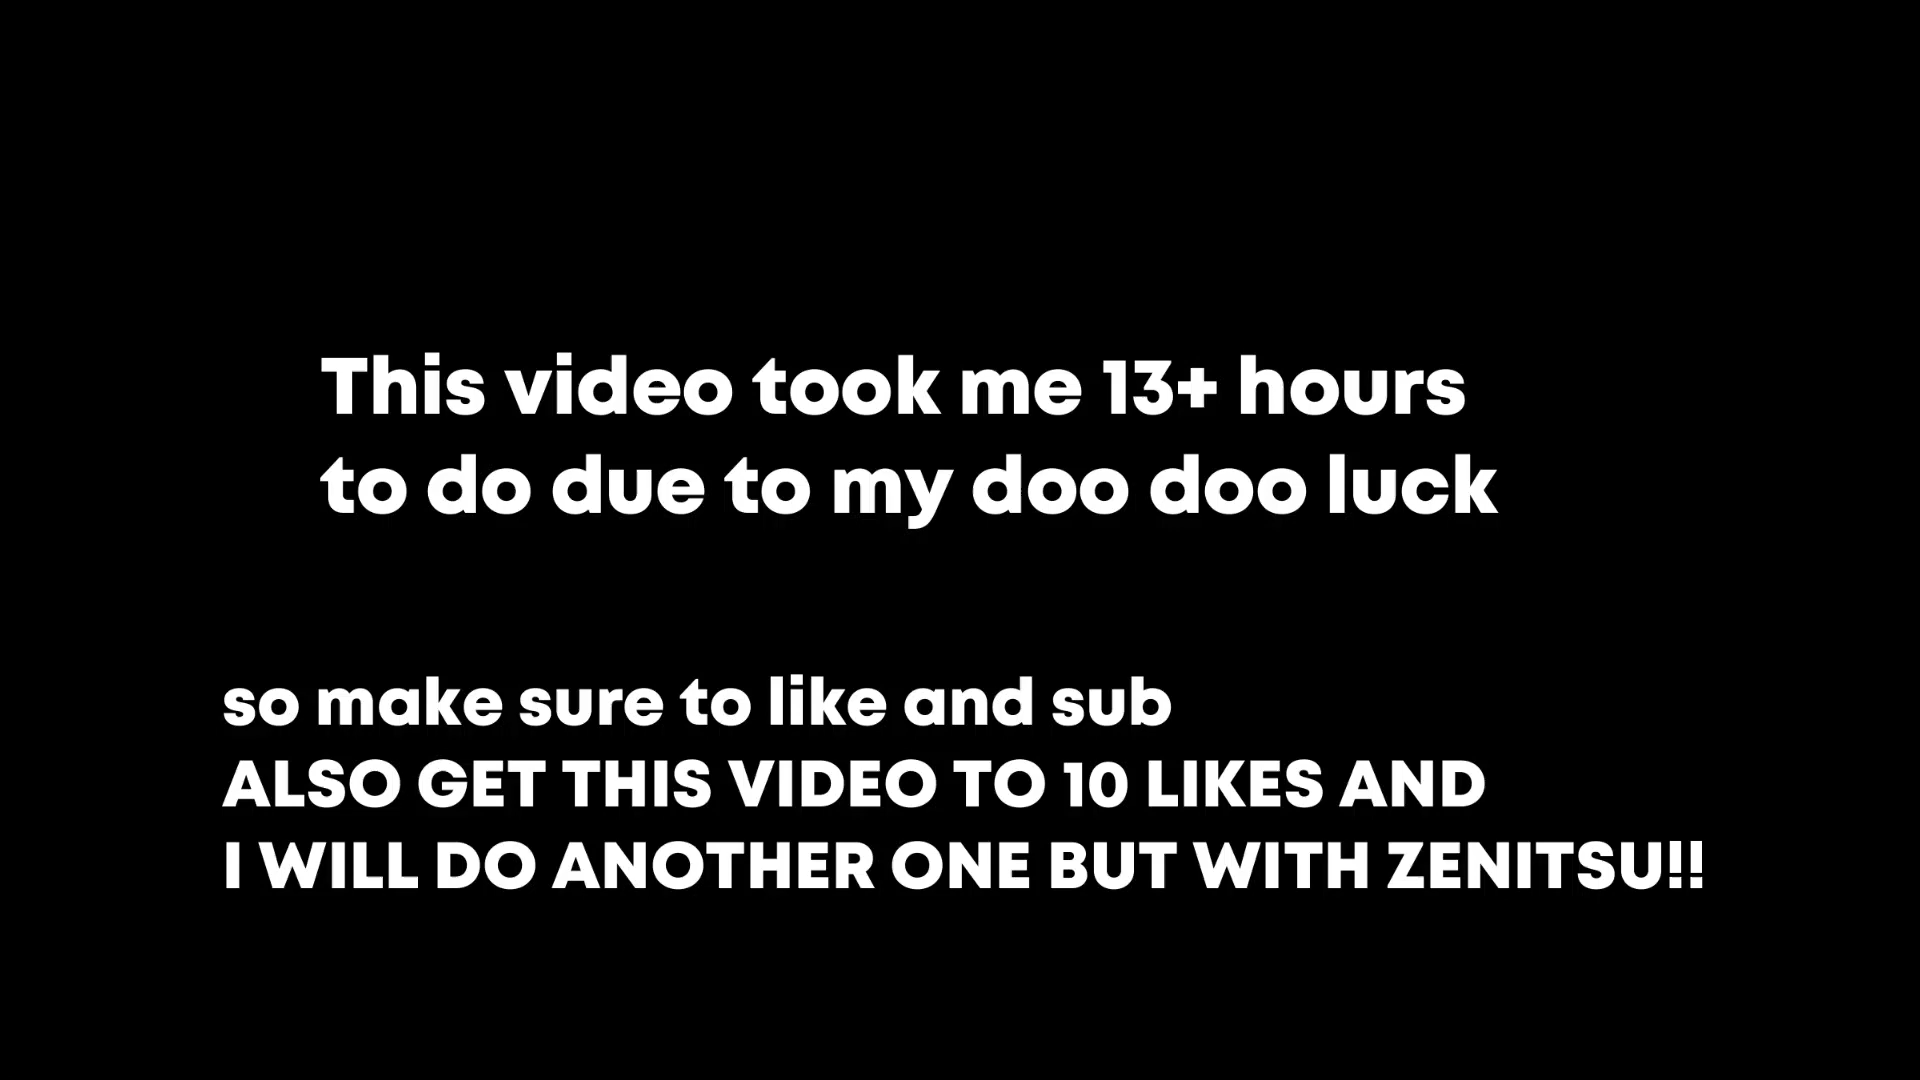 This video took me 13+ hours
to do due to my doo doo luck
so make sure to like and sub
ALSO GET THIS VIDEO TO 10 LIKES AND
I WILL DO ANOTHER ONE BUT WITH ZENITSU!!